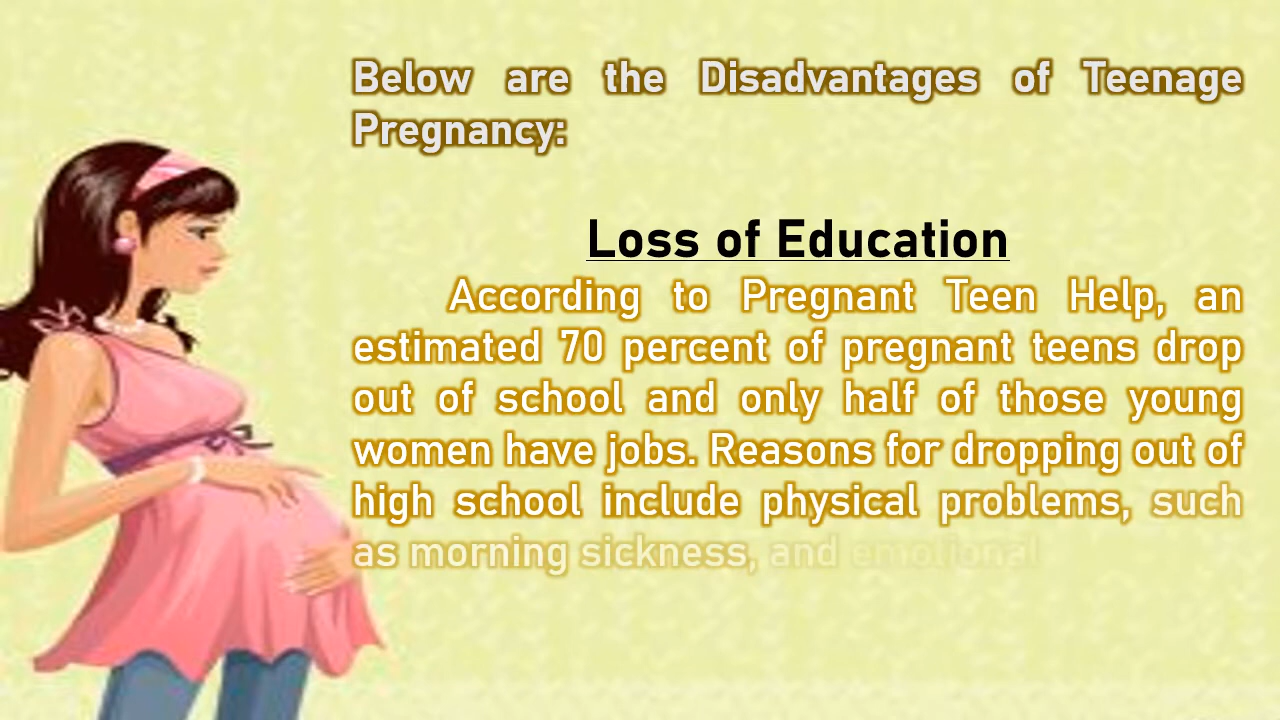 Below are the Disadvantages of Teenage
Pregnancy:
Loss of Education
According to Pregnant Teen Help, an
estimated 70 percent of pregnant teens drop
out of school and only half of those young
women have jobs. Reasons for dropping out of
high school include physical problems, such
as morning sickness, and emotional